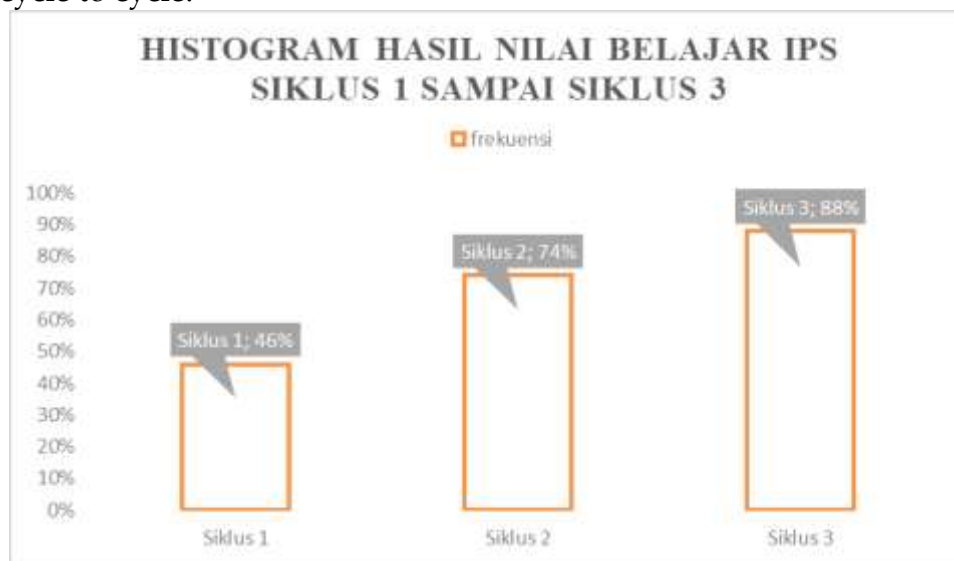 cycle to cycle.
HISTOGRAM HASIL NILAI BELAJAR IPS
SIKLUS 1 SAMPAI SIKLUS 3
frekuensi
100%
90%
80%
70%
60%
50%
40%
30%
20%
10%
0%
Siklus 1; 46%
Siklus 2; 74%
Siklus 3; 88%
Siklus 1
Siklus 2
Siklus 3